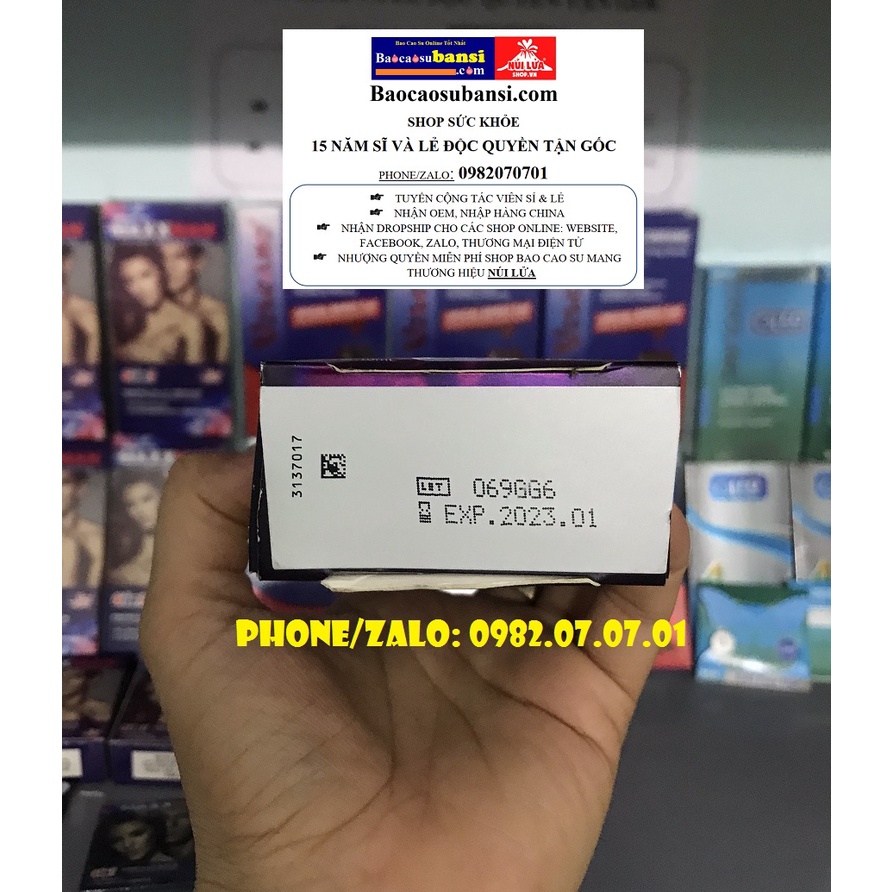 Bao Cao Su Online Tốt Nhất
Baocaosubansi
.com
NÚI LỬA
SHOP.VN
Baocaosubansi.com
SHOP SỨC KHỎE
15 NĂM SĨ VÀ LẺ ĐỘC QUYỀN TẬN GỐC
PHONE/ZALO: 0982070701
TUYỂN CỘNG TÁC VIÊN SỈ & LẺ
NHẬN OEM, NHẬP HÀNG CHINA
NHẬN DROPSHIP CHO CÁC SHOP ONLINE: WEBSITE,
FACEBOOK, ZALO, THƯƠNG MẠI ĐIỆN TỬ
NHƯỢNG QUYỀN MIỄN PHÍ SHOP BAO CAO SU MANG
THƯƠNG HIỆU NÚI LỬA
3137017
LOT 069GG6
EXP.2023.01
PHONE/ZALO: 0982.07.07.01